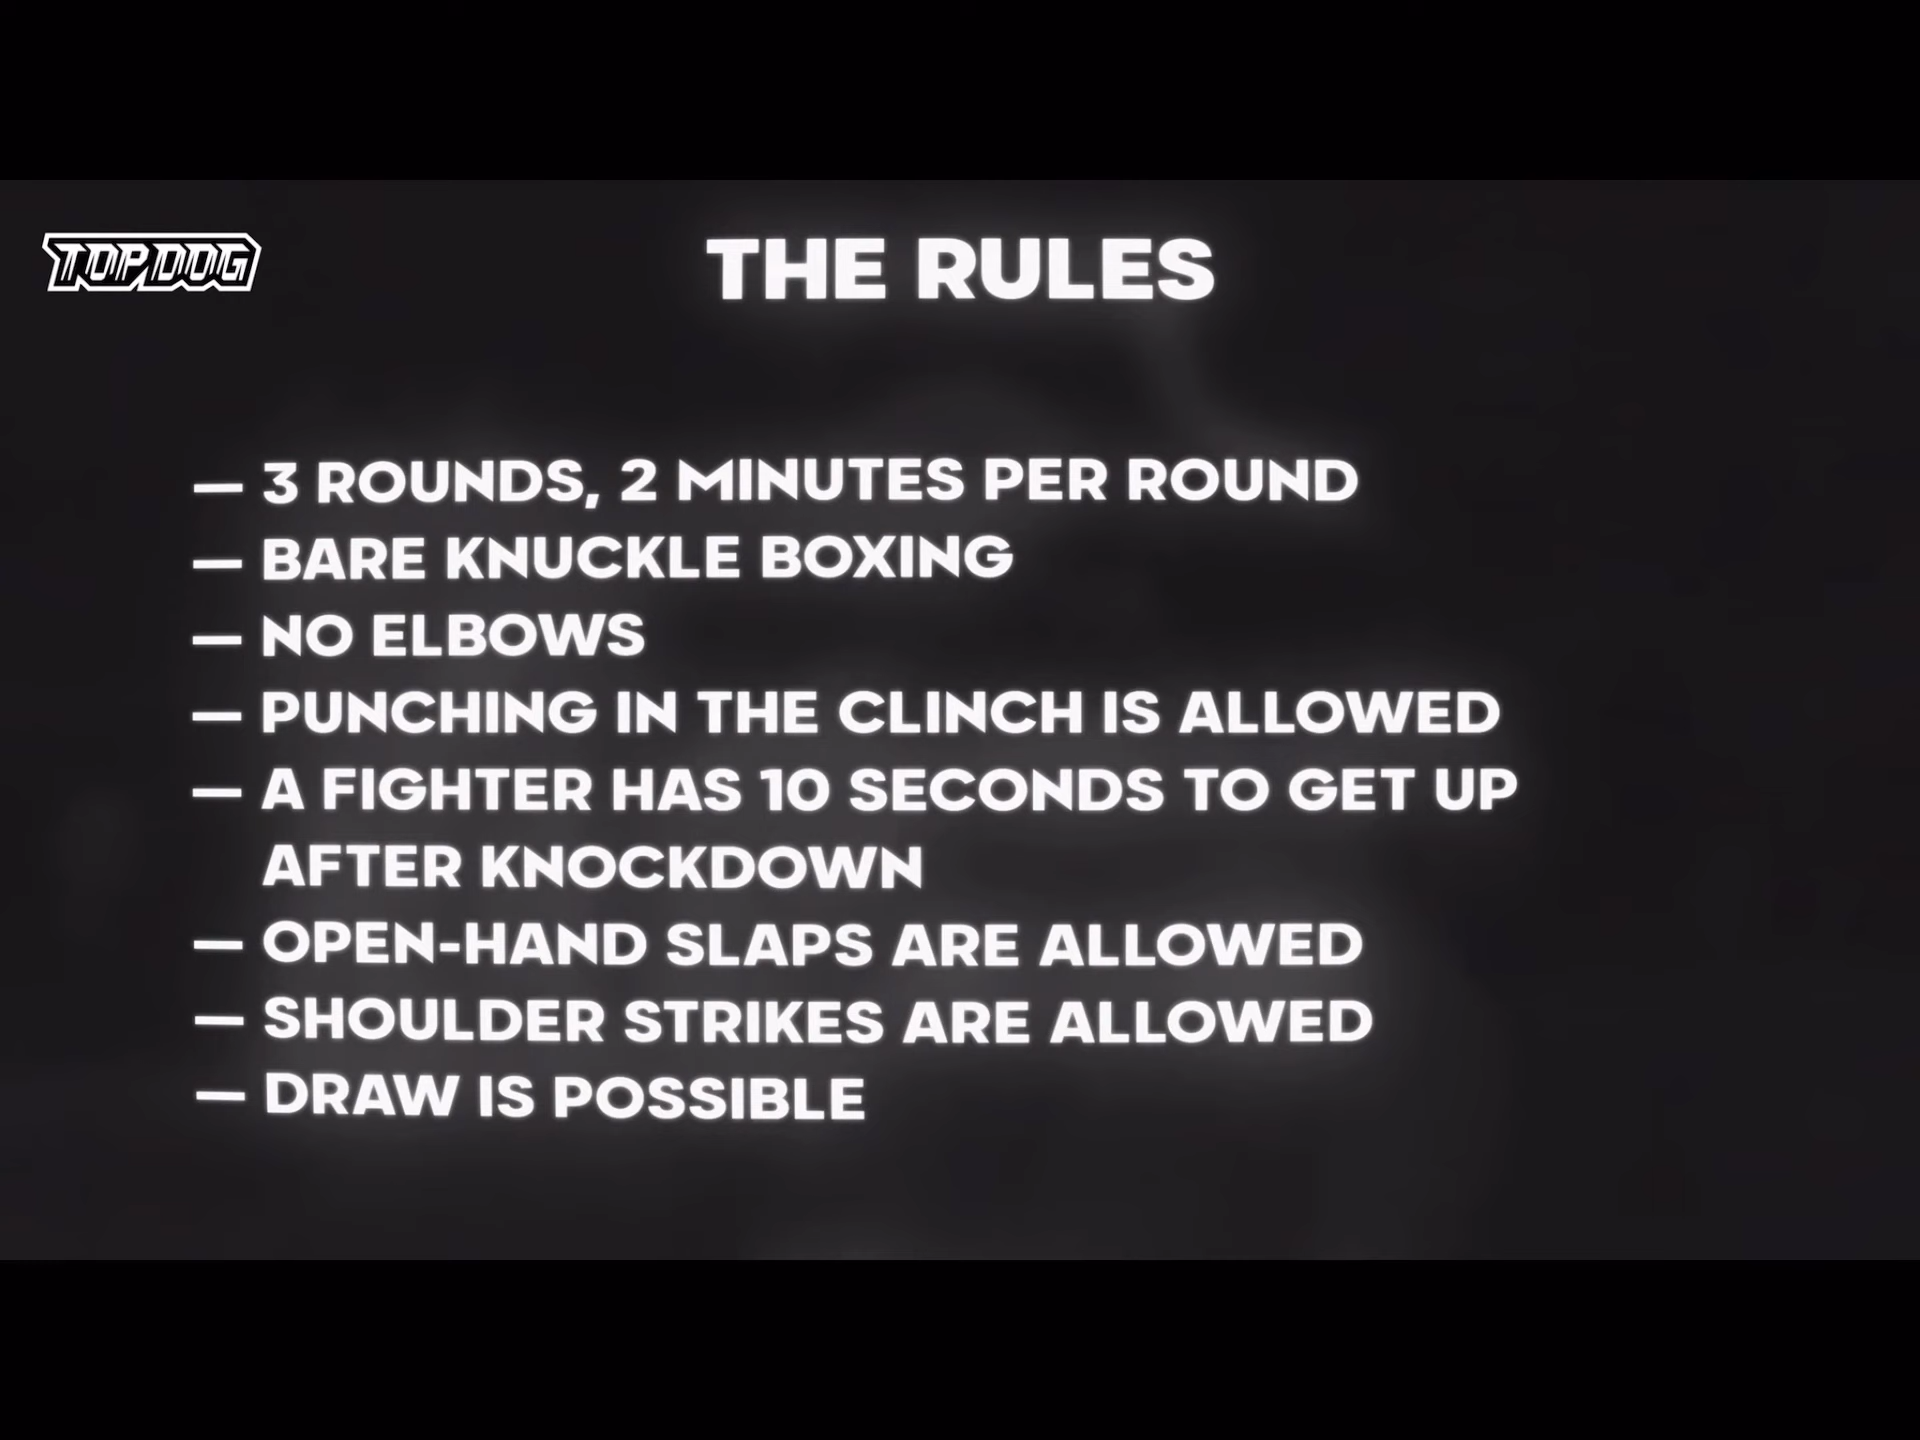 TOP DOG
THE RULES
— 3 ROUNDS, 2 MINUTES PER ROUND
— BARE KNUCKLE BOXING
— NO ELBOWS
— PUNCHING IN THE CLINCH IS ALLOWED
— A FIGHTER HAS 10 SECONDS TO GET UP
AFTER KNOCKDOWN
— OPEN-HAND SLAPS ARE ALLOWED
— SHOULDER STRIKES ARE ALLOWED
— DRAW IS POSSIBLE